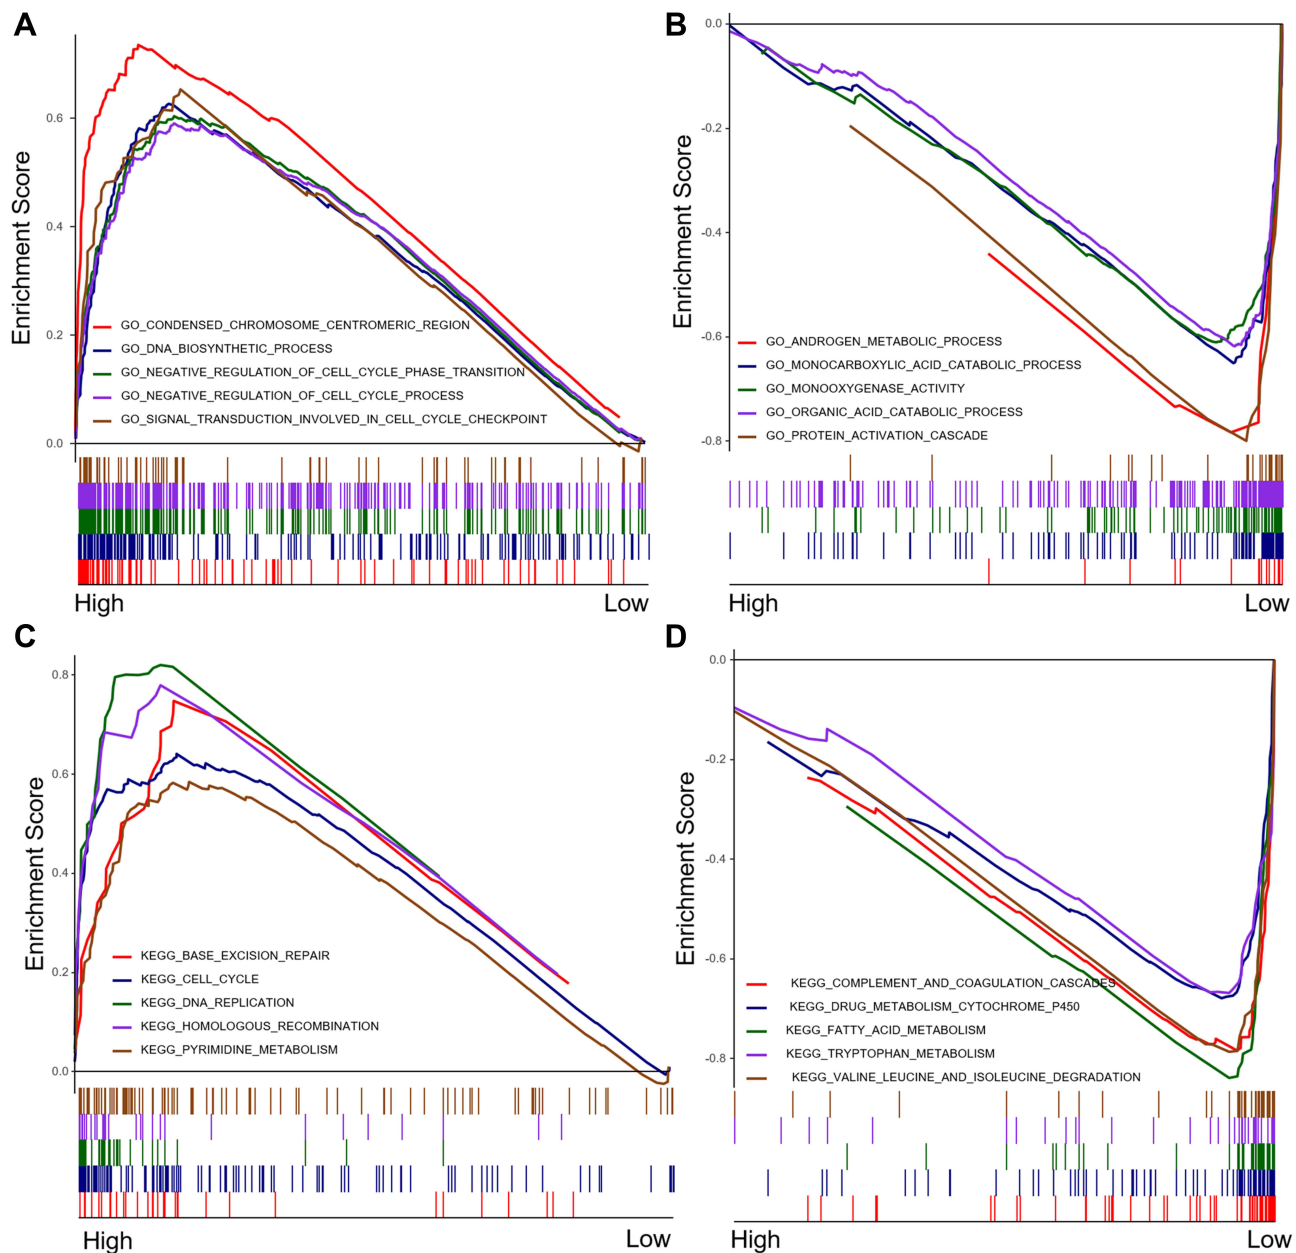 A
Enrichment Score
0.6
0.4
0.2
0.0
GO_CONDENSED_CHROMOSOME_CENTROMERIC_REGION
GO_DNA_BIOSYNTHETIC_PROCESS
GO_NEGATIVE_REGULATION_OF_CELL_CYCLE_PHASE_TRANSITION
GO_NEGATIVE_REGULATION_OF_CELL_CYCLE_PROCESS
GO_SIGNAL_TRANSDUCTION_INVOLVED_IN_CELL_CYCLE_CHECKPOINT
High Low
B
Enrichment Score
0.0
-0.2
-0.4
-0.6
-0.8
GO_ANDROGEN_METABOLIC_PROCESS
GO_MONOCARBOXYLIC_ACID_CATABOLIC_PROCESS
GO_MONOOXYGENASE_ACTIVITY
GO_ORGANIC_ACID_CATABOLIC_PROCESS
GO_PROTEIN_ACTIVATION_CASCADE
High Low
C
Enrichment Score
0.8
0.6
0.4
0.2
0.0
KEGG_BASE_EXCISION_REPAIR
KEGG_CELL_CYCLE
KEGG_DNA_REPLICATION
KEGG_HOMOLOGOUS_RECOMBINATION
KEGG_PYRIMIDINE_METABOLISM
High Low
D
Enrichment Score
0.0
-0.2
-0.4
-0.6
-0.8
KEGG_COMPLEMENT_AND_COAGULATION_CASCADES
KEGG_DRUG_METABOLISM_CYTOCHROME_P450
KEGG_FATTY_ACID_METABOLISM
KEGG_TRYPTOPHAN_METABOLISM
KEGG_VALINE_LEUCINE_AND_ISOLEUCINE_DEGRADATION
High Low